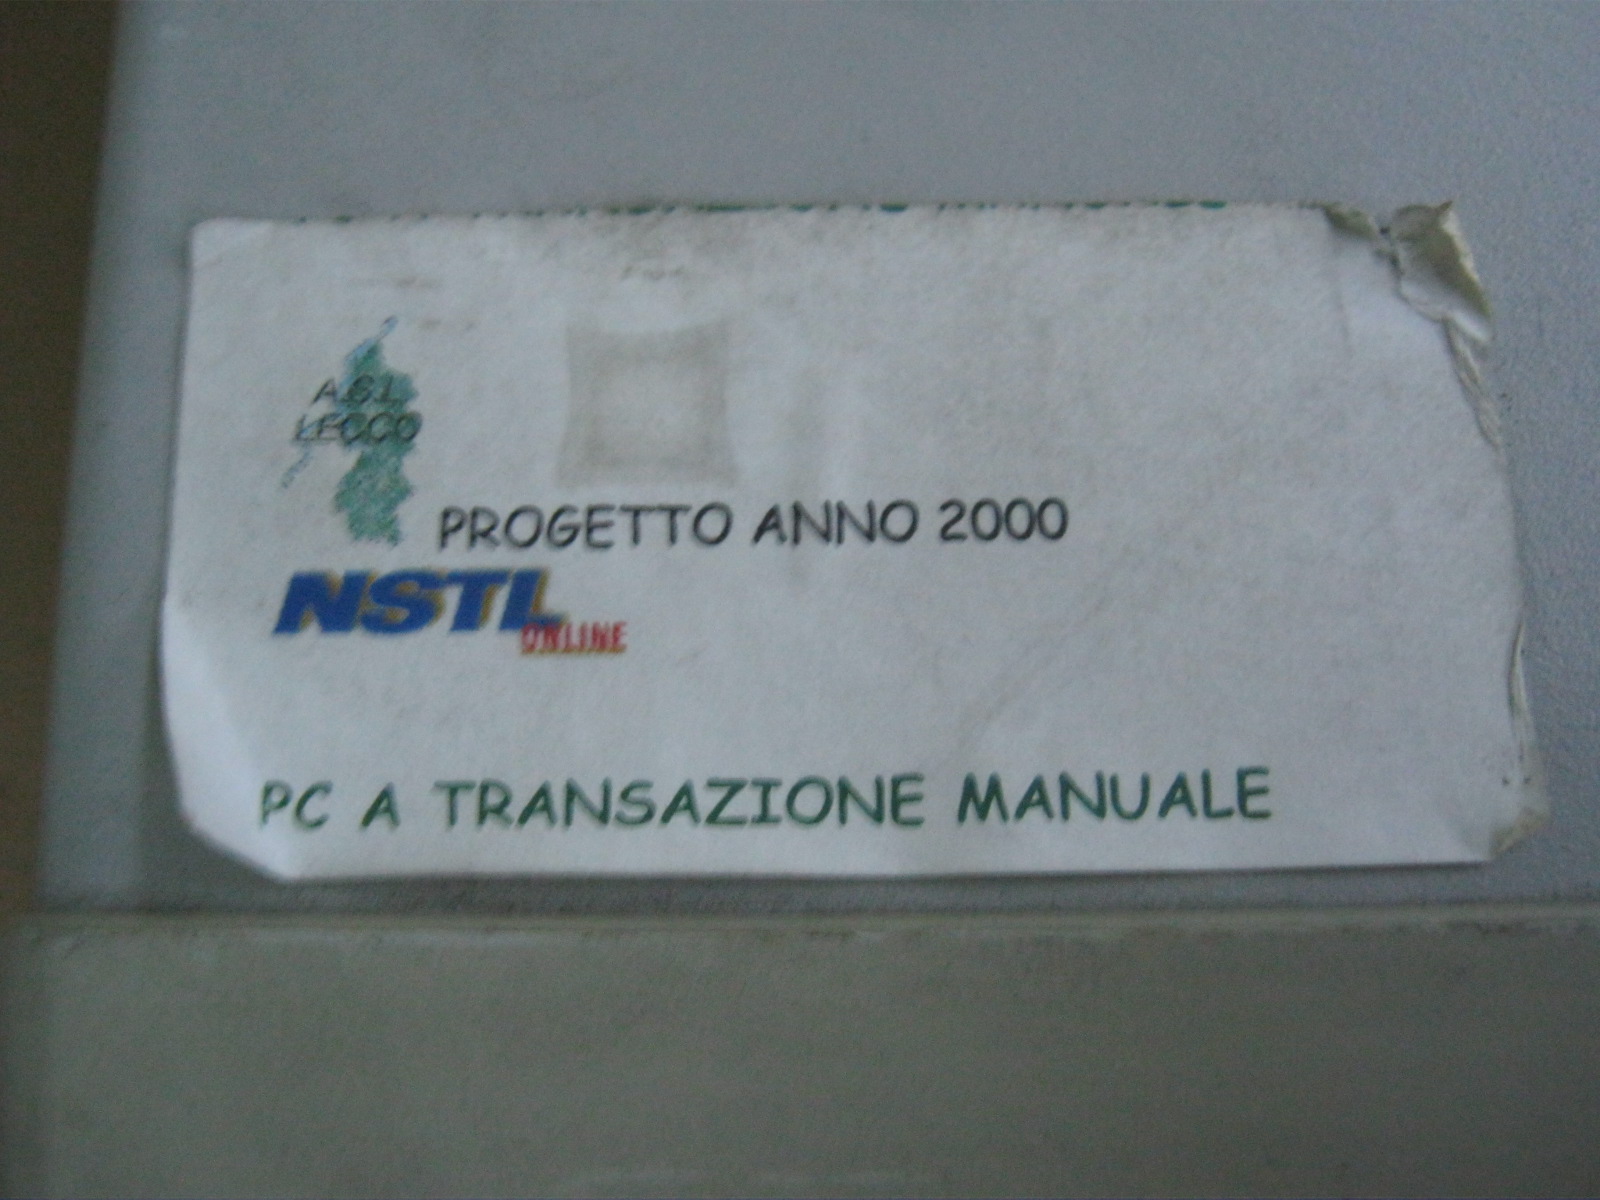 A.S.L.
LECCO
PROGETTO ANNO 2000
NSTL
ONLINE
PC A TRANSAZIONE MANUALE